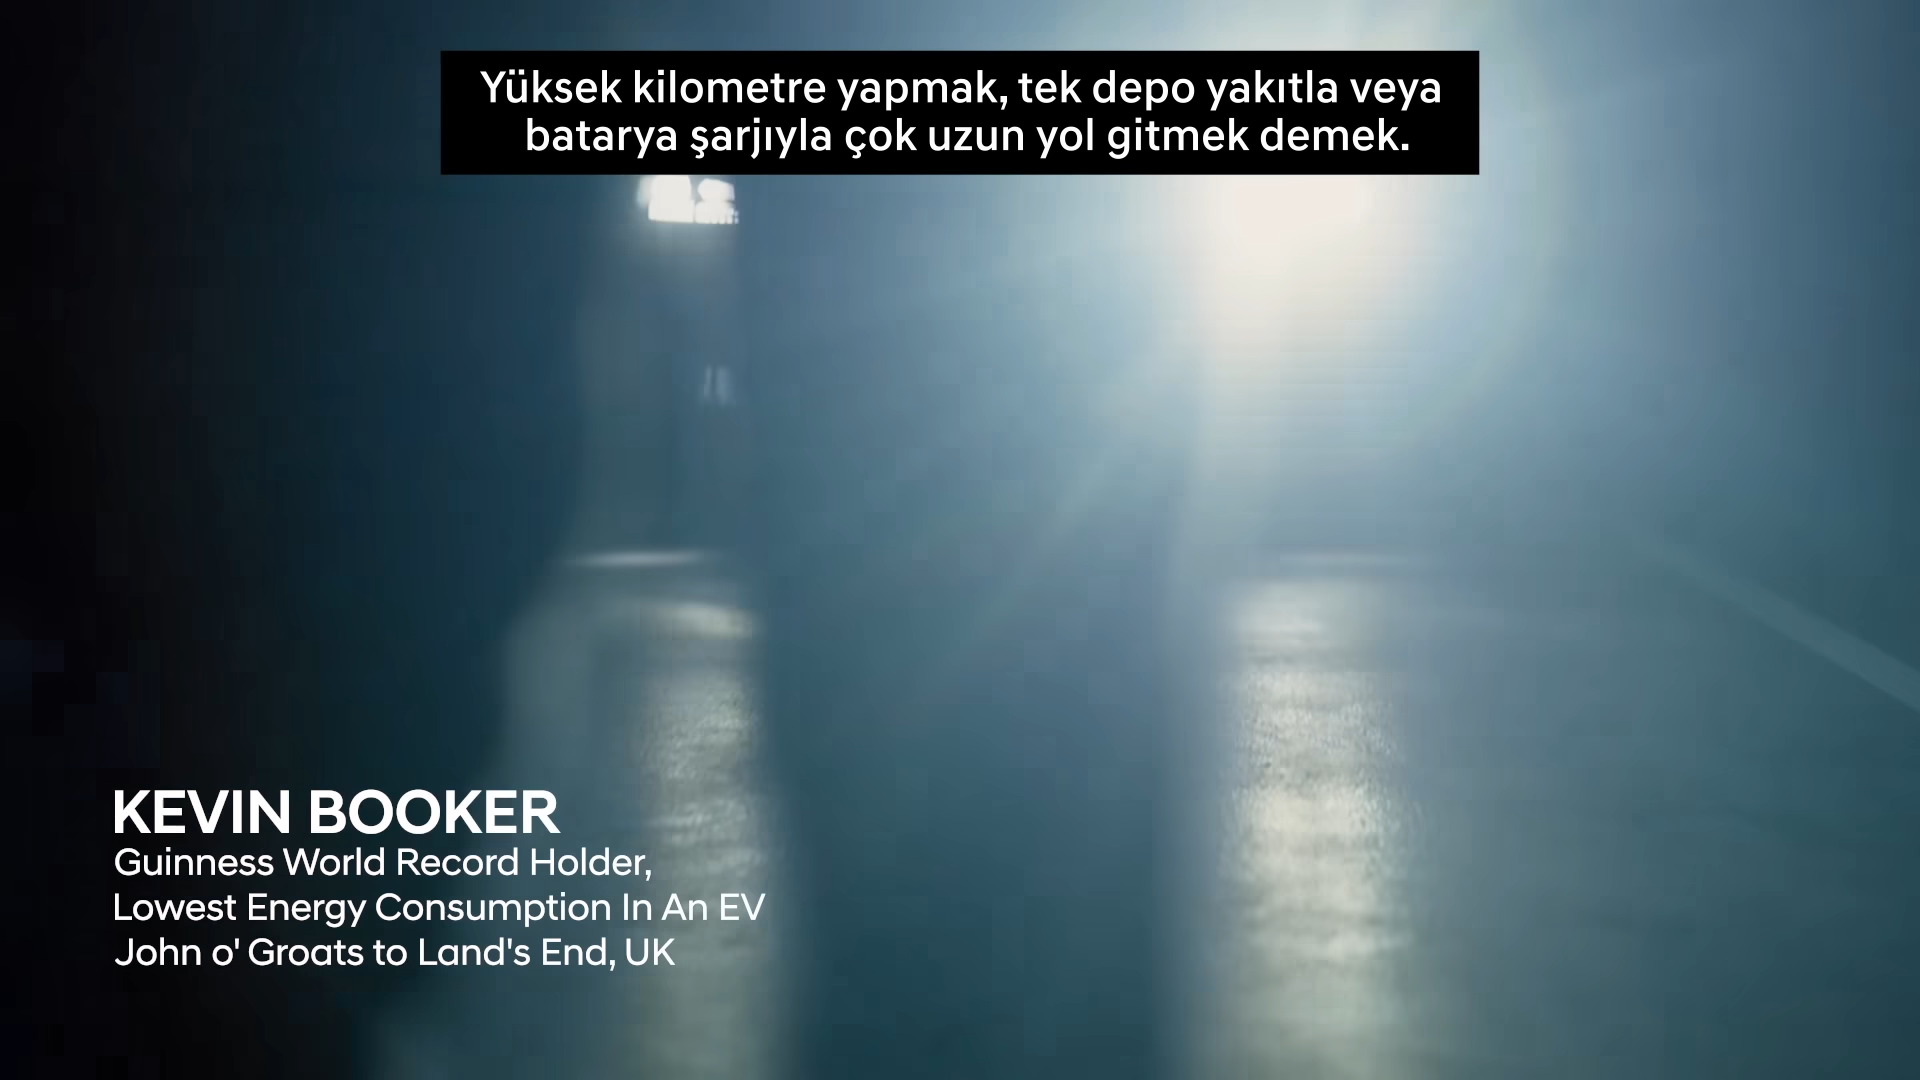 Yüksek kilometre yapmak, tek depo yakıtla veya
batarya şarjıyla çok uzun yol gitmek demek.
KEVIN BOOKER
Guinness World Record Holder,
Lowest Energy Consumption In An EV
John o' Groats to Land's End, UK